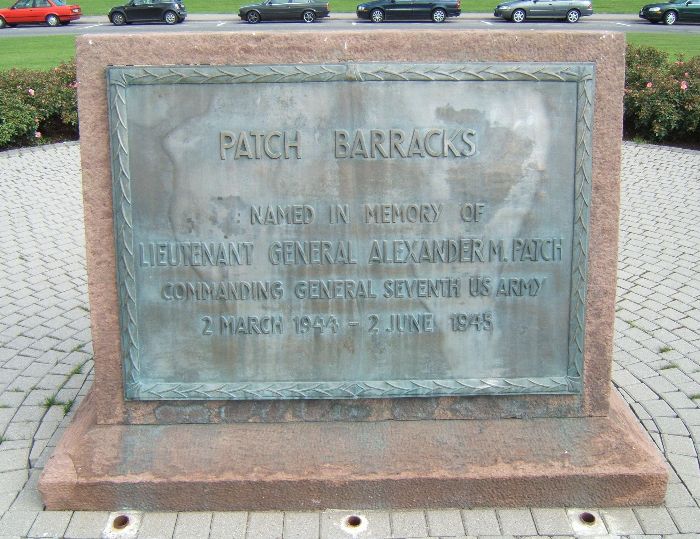 PATCH BARRACKS
NAMED IN MEMORY OF
LIEUTENANT GENERAL ALEXANDER M. PATCH
COMMANDING GENERAL SEVENTH US ARMY
2 MARCH 1944 - 2 JUNE 1945